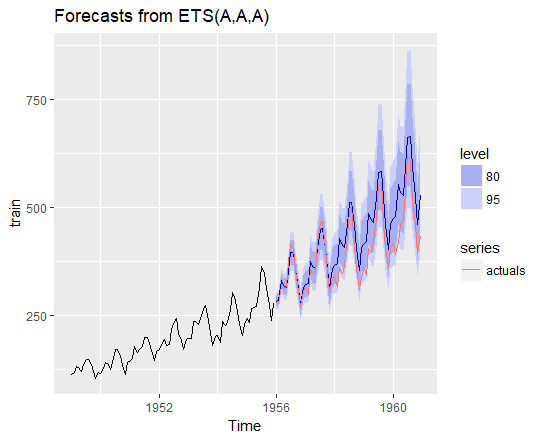 Forecasts from ETS(A,A,A)
750
500
250
train
1952
1956
1960
Time
level
80
95
series
actuals